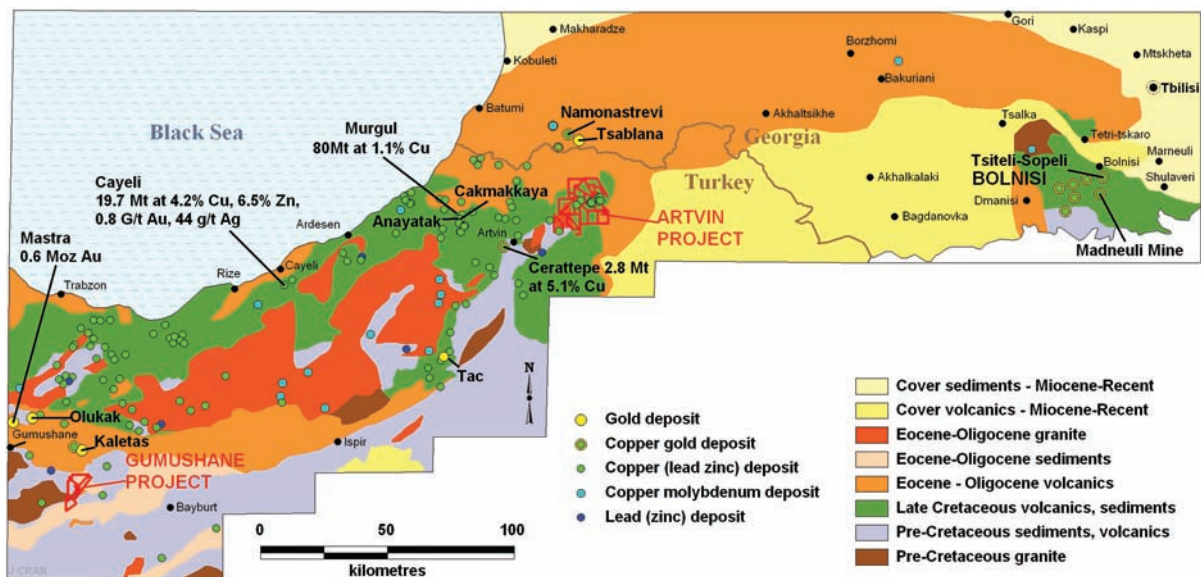 Makharadze
Gori
Kaspi
Kobuleti
Borzhomi
Mtskheta
Bakuriani
Tbilisi
Batumi
Namonastrevi
Akhaltsikhe
Tsalka
Black Sea
Murgul
80Mt at 1.1% Cu
Tsablana
Georgia
Tetri-tskaro
Marneuli
Tsiteli-Sopeli
Bolnisi
BOLNISI
Shulaveri
Cayeli
19.7 Mt at 4.2% Cu, 6.5% Zn,
0.8 G/t Au, 44 g/t Ag
Cakmakkaya
Turkey
Akhalkalaki
Dmanisi
Anayatak
Ardesen
Artvin
ARTVIN
PROJECT
Bagdanovka
Mastra
0.6 Moz Au
Cerattepe 2.8 Mt
at 5.1% Cu
Madneuli Mine
Trabzon
Rize
Cayeli
Tac
N
Olukak
Gumushane
Kaletas
Ispir
GUMUSHANE
PROJECT
Bayburt
Gold deposit
Copper gold deposit
Copper (lead zinc) deposit
Copper molybdenum deposit
Lead (zinc) deposit
0 50 100
kilometres
Cover sediments - Miocene-Recent
Cover volcanics - Miocene-Recent
Eocene-Oligocene granite
Eocene-Oligocene sediments
Eocene - Oligocene volcanics
Late Cretaceous volcanics, sediments
Pre-Cretaceous sediments, volcanics
Pre-Cretaceous granite